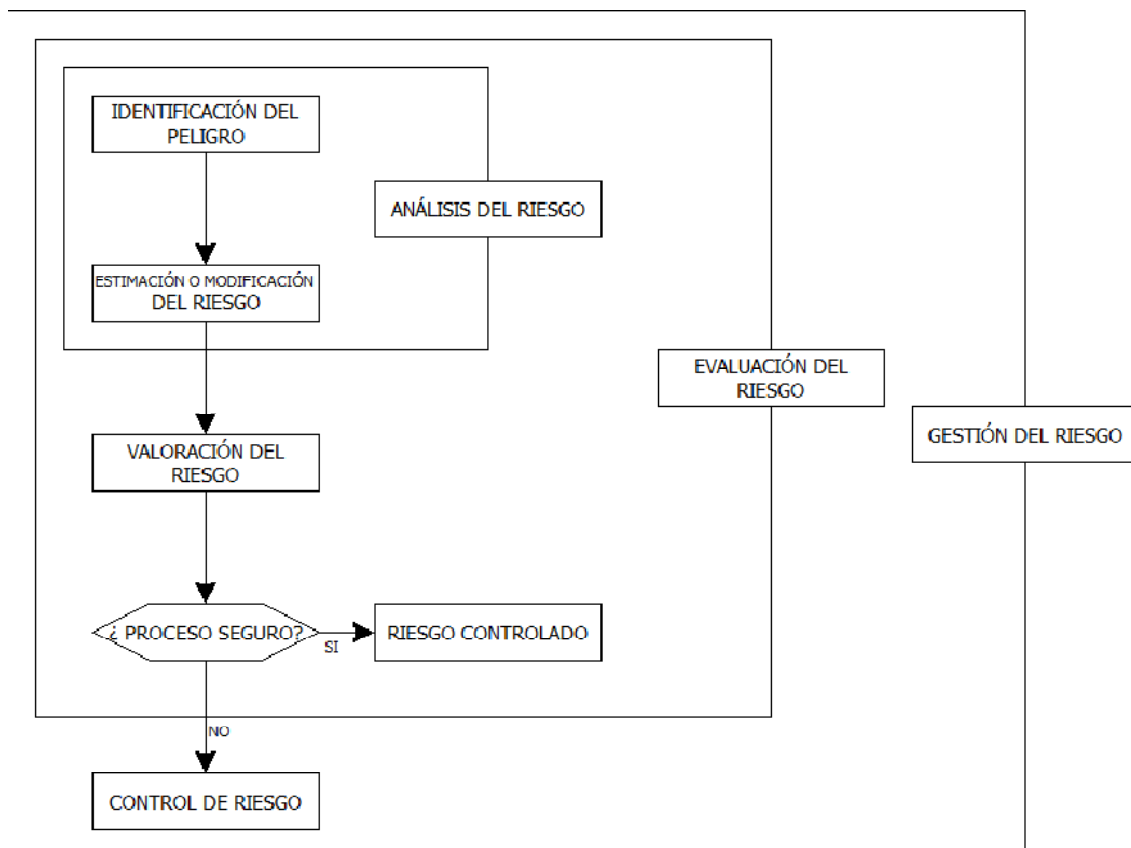 IDENTIFICACIÓN DEL
PELIGRO
ANÁLISIS DEL RIESGO
ESTIMACIÓN O MODIFICACIÓN
DEL RIESGO
EVALUACIÓN DEL
RIESGO
GESTIÓN DEL RIESGO
VALORACIÓN DEL
RIESGO
¿ PROCESO SEGURO?
SI
RIESGO CONTROLADO
NO
CONTROL DE RIESGO